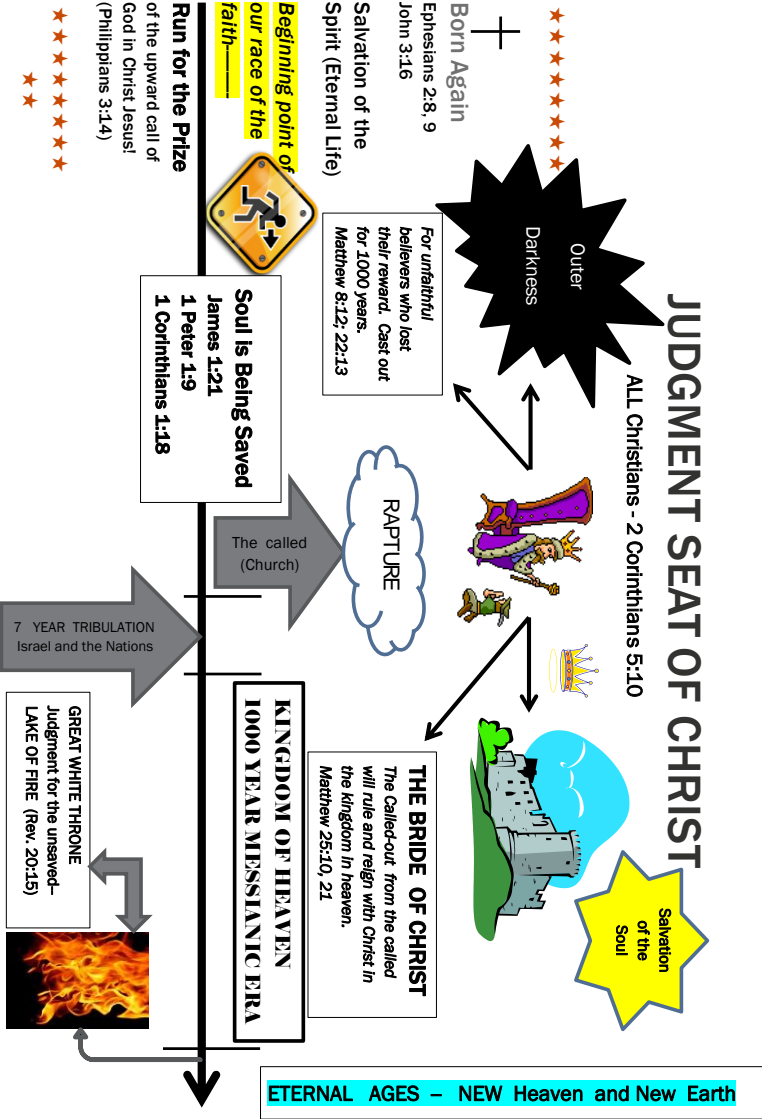 JUDGMENT SEAT OF CHRIST
ALL Christians - 2 Corinthians 5:10
Born Again
Ephesians 2:8, 9
John 3:16
Salvation of the
Spirit (Eternal Life)
Beginning point of
our race of the
faith——-
Run for the Prize
of the upward call of
God in Christ Jesus!
(Philippians 3:14)
Outer
Darkness
For unfaithful
believers who lost
their reward.  Cast out
for 1000 years.
Matthew 8:12; 22:13
Soul is Being Saved
James 1:21
1 Peter 1:9
1 Corinthians 1:18
RAPTURE
The called
(Church)
7 YEAR TRIBULATION
Israel and the Nations
Salvation
of the
Soul
THE BRIDE OF CHRIST
The Called-out from the called
will rule and reign with Christ in
the kingdom in heaven.
Matthew 25:10, 21
KINGDOM OF HEAVEN
1000 YEAR MESSIANIC ERA
GREAT WHITE THRONE
Judgment for the unsaved–
LAKE OF FIRE (Rev. 20:15)
ETERNAL AGES – NEW Heaven and New Earth